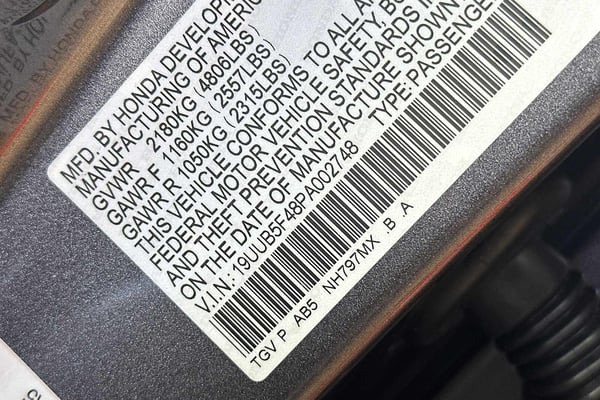 MFD. BY HONDA DEVELOP
MANUFACTURING OF AMERIC
GVWR 2180KG 4806LBS
GAWR F 1160KG (2557LBS)
GAWR R 1050KG (2315LBS)
THIS VEHICLE CONFORMS TO ALL A
FEDERAL MOTOR VEHICLE SAFETY, B
AND THEFT PREVENTION STANDARDS IN
ON THE DATE OF MANUFACTURE SHOWN
V.I.N: 19UUB5F48PA002748 TYPE: PASSENGE
TGV P AB5 NH797MX .B .A